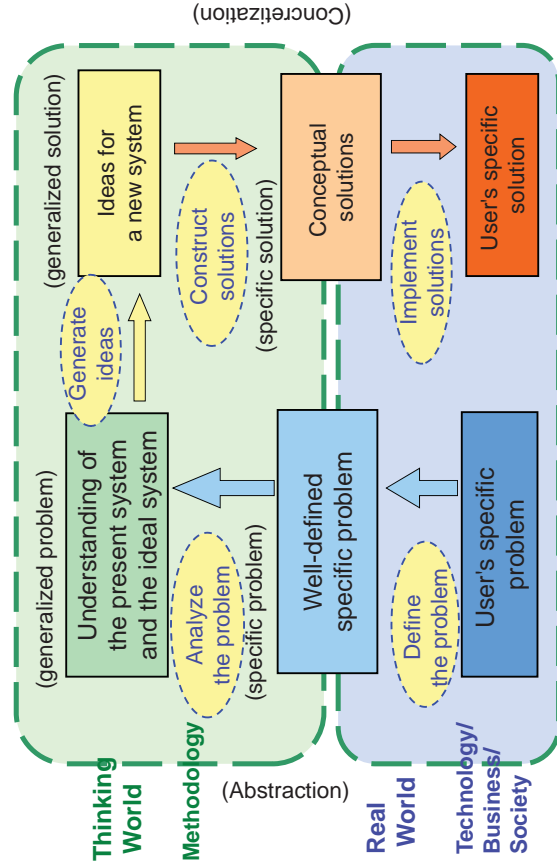 Thinking
World
Methodology
(Abstraction)
Real
World
Technology/
Business/
Society
(generalized problem)
Understanding of
the present system
and the ideal system
Analyze
the problem
(specific problem)
Well-defined
specific problem
Define
the problem
User's specific
problem
Generate
ideas
(generalized solution)
Ideas for
a new system
Construct
solutions
(specific solution)
Conceptual
solutions
Implement
solutions
User's specific
solution
(Concretization)